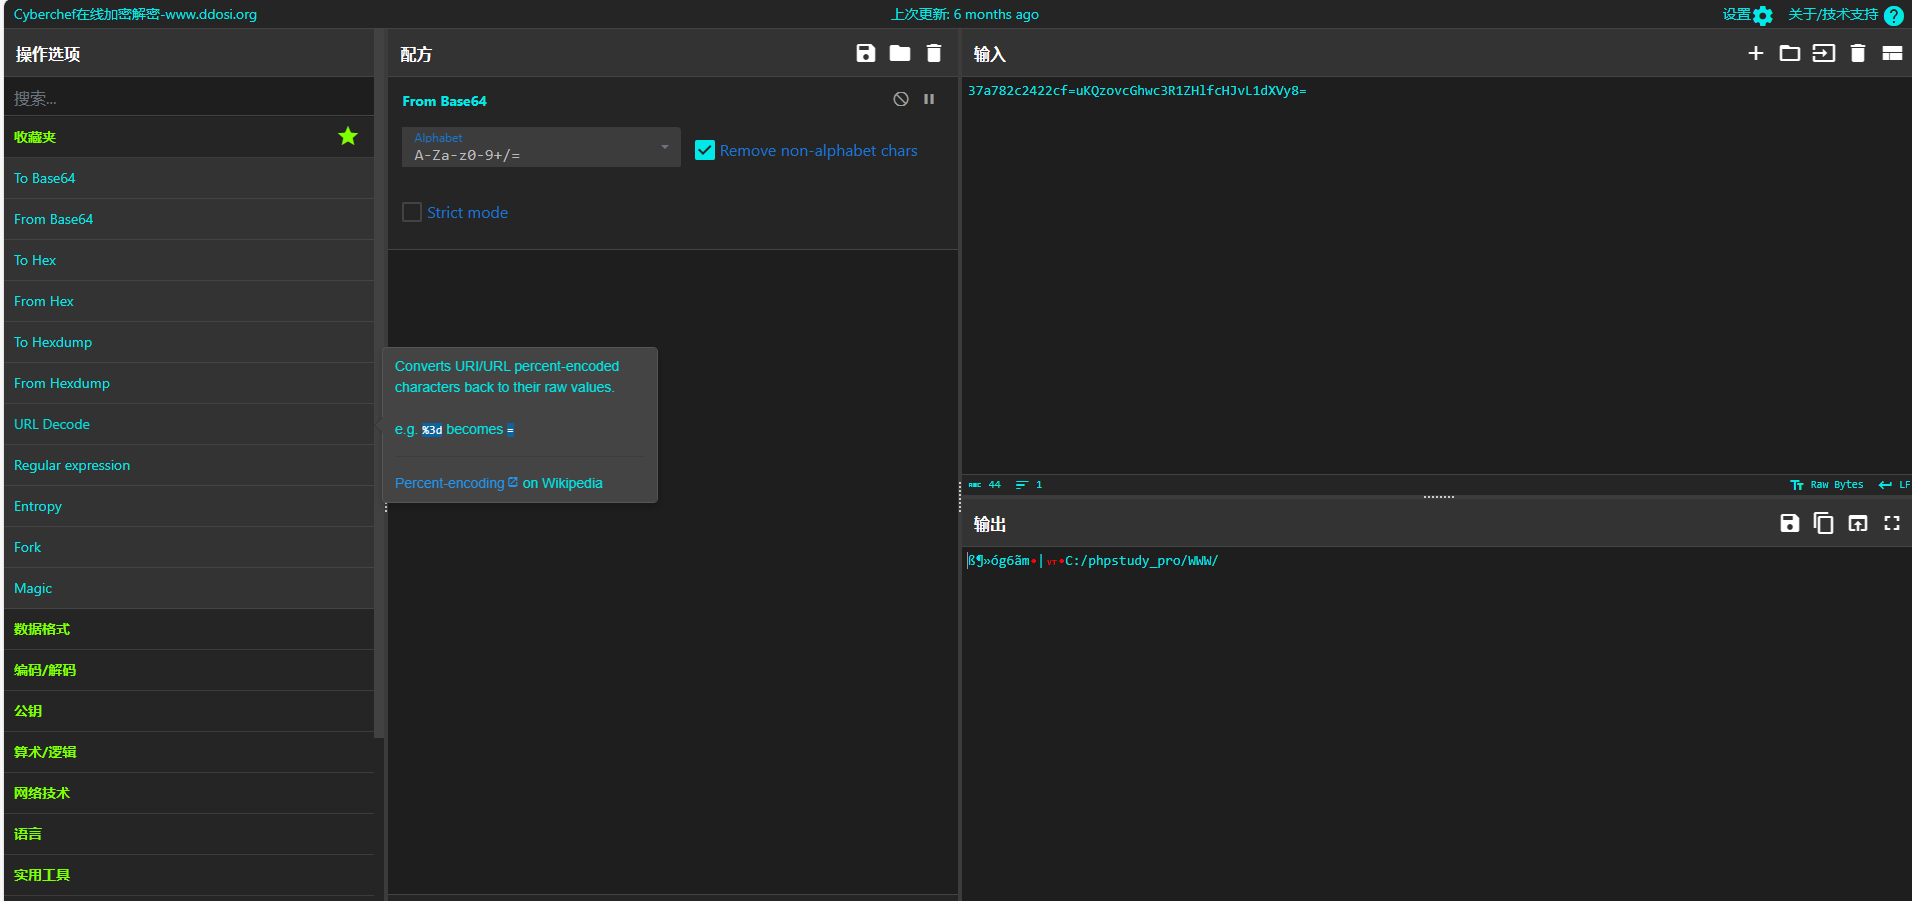 Cyberchef在线加密解密-www.ddosi.org
上次更新: 6 months ago
设置
关于/技术支持
操作选项
搜索...
收藏夹
To Base64
From Base64
To Hex
From Hex
To Hexdump
From Hexdump
URL Decode
Regular expression
Entropy
Fork
Magic
数据格式
编码/解码
公钥
算术/逻辑
网络技术
语言
实用工具
配方
From Base64
Alphabet
A-Za-z0-9+/=
Remove non-alphabet chars
Strict mode
Converts URI/URL percent-encoded
characters back to their raw values.
e.g. %3d becomes =
Percent-encoding on Wikipedia
输入
37a782c2422cf=uKQzovcGhwc3R1ZHlfcHJvL1dXVy8=
ABC 44 1
Tт Raw Bytes LF
输出
ß¶»óg6ãm•|VT•C:/phpstudy_pro/WWW/